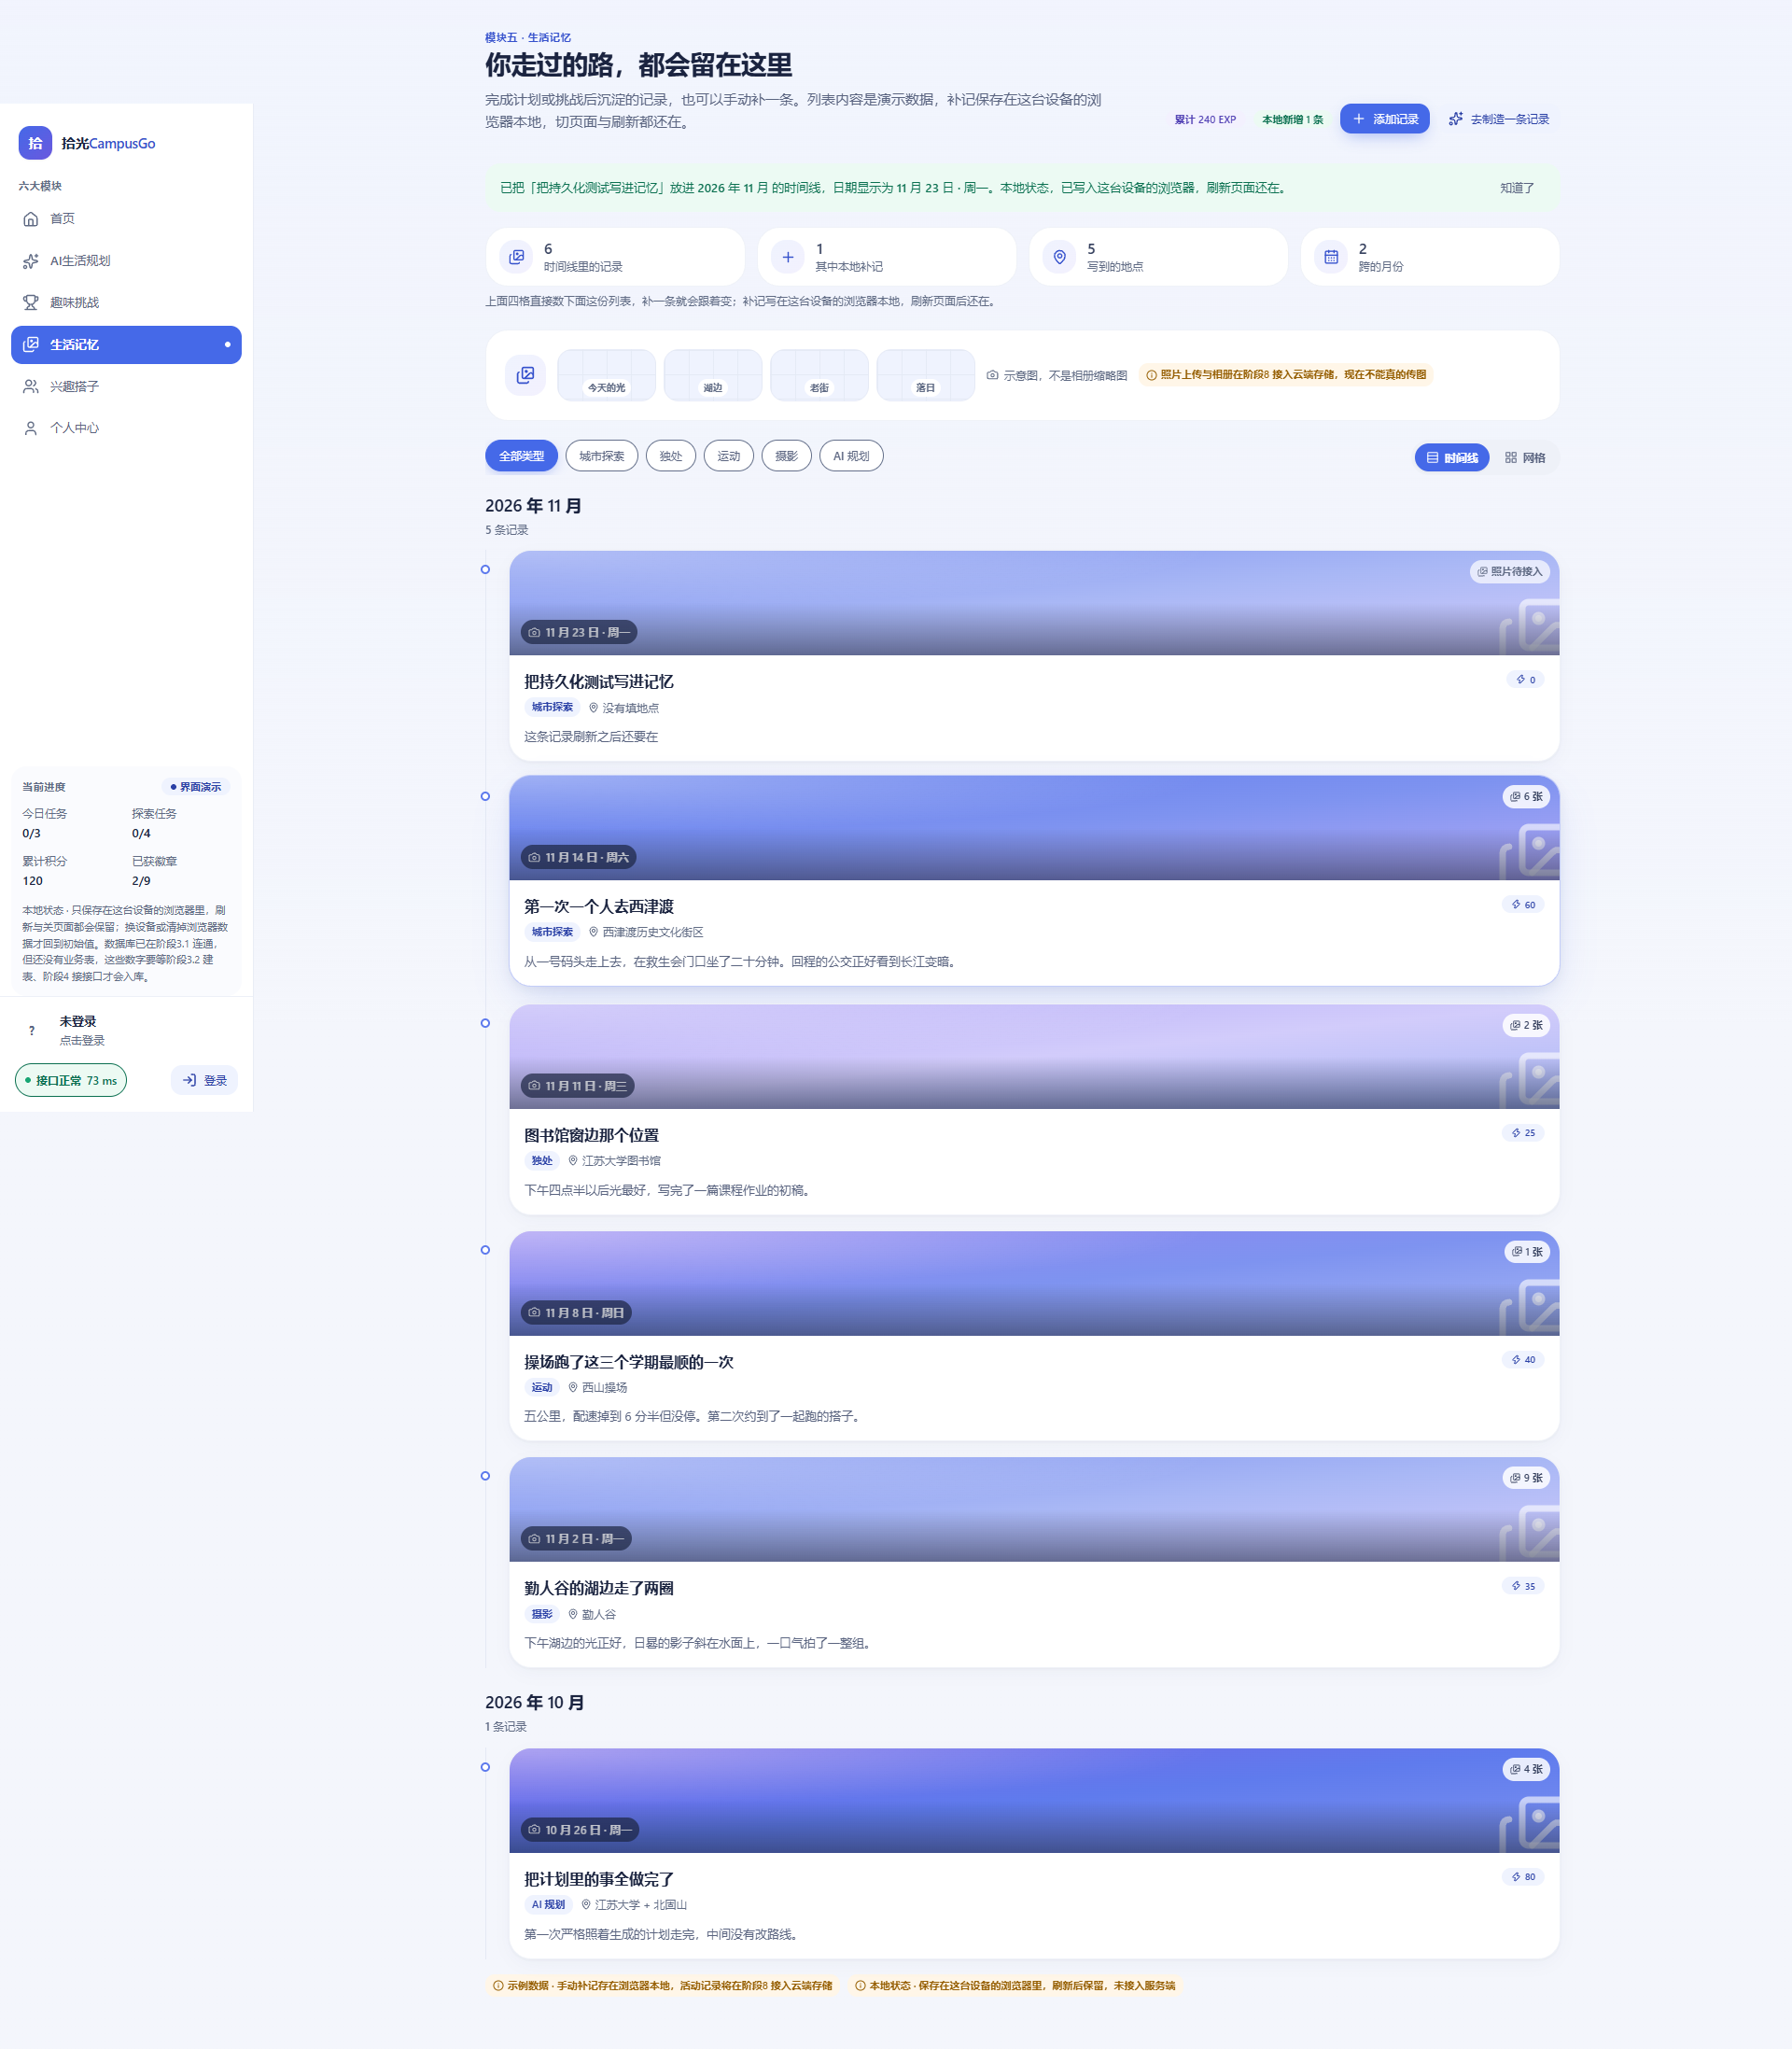 模块五 · 生活记忆
你走过的路，都会留在这里
完成计划或挑战后沉淀的记录，也可以手动补一条。列表内容是演示数据，补记保存在这台设备的浏
览器本地，切页面与刷新都还在。
累计 240 EXP
本地新增 1 条
添加记录
去制造一条记录
拾
拾光CampusGo
六大模块
首页
AI生活规划
趣味挑战
生活记忆
兴趣搭子
个人中心
当前进度
界面演示
今日任务
探索任务
0/3
0/4
累计积分
已获徽章
120
2/9
本地状态 · 只保存在这台设备的浏览器里，刷
新与关页面都会保留；换设备或清掉浏览器数
据才回到初始值。数据库已在阶段3.1 连通，
但还没有业务表，这些数字要等阶段3.2 建
表、阶段4 接接口才会入库。
?
未登录
点击登录
接口正常 73 ms
登录
已把「把持久化测试写进记忆」放进 2026 年 11 月 的时间线，日期显示为 11 月 23 日 · 周一。本地状态，已写入这台设备的浏览器，刷新页面还在。
知道了
6
时间线里的记录
1
其中本地补记
5
写到的地点
2
跨的月份
上面四格直接数下面这份列表，补一条就会跟着变；补记写在这台设备的浏览器本地，刷新页面后还在。
今天的光
湖边
老街
落日
示意图，不是相册缩略图
照片上传与相册在阶段8 接入云端存储，现在不能真的传图
全部类型
城市探索
独处
运动
摄影
AI 规划
时间线
网格
2026 年 11 月
5 条记录
照片待接入
11 月 23 日 · 周一
把持久化测试写进记忆
0
城市探索
没有填地点
这条记录刷新之后还要在
6 张
11 月 14 日 · 周六
第一次一个人去西津渡
60
城市探索
西津渡历史文化街区
从一号码头走上去，在救生会门口坐了二十分钟。回程的公交正好看到长江变暗。
2 张
11 月 11 日 · 周三
图书馆窗边那个位置
25
独处
江苏大学图书馆
下午四点半以后光最好，写完了一篇课程作业的初稿。
1 张
11 月 8 日 · 周日
操场跑了这三个学期最顺的一次
40
运动
西山操场
五公里，配速掉到 6 分半但没停。第二次约到了一起跑的搭子。
9 张
11 月 2 日 · 周一
勤人谷的湖边走了两圈
35
摄影
勤人谷
下午湖边的光正好，日晷的影子斜在水面上，一口气拍了一整组。
2026 年 10 月
1 条记录
4 张
10 月 26 日 · 周一
把计划里的事全做完了
80
AI 规划
江苏大学 + 北固山
第一次严格照着生成的计划走完，中间没有改路线。
示例数据 · 手动补记存在浏览器本地，活动记录将在阶段8 接入云端存储
本地状态 · 保存在这台设备的浏览器里，刷新后保留，未接入服务端